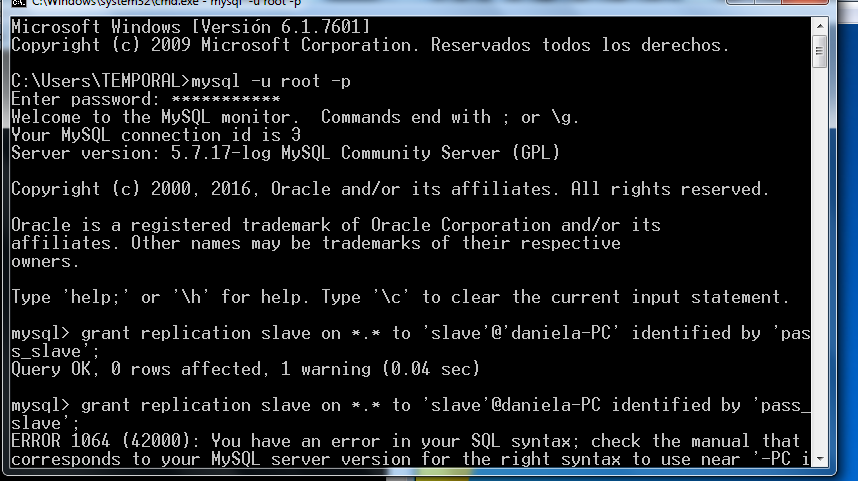 C:\Windows\system32\cmd.exe - mysql -u root -p
Microsoft Windows [Versión 6.1.7601]
Copyright (c) 2009 Microsoft Corporation. Reservados todos los derechos.
C:\Users\TEMPORAL>mysql -u root -p
Enter password: ***********
Welcome to the MySQL monitor.  Commands end with ; or \g.
Your MySQL connection id is 3
Server version: 5.7.17-log MySQL Community Server (GPL)
Copyright (c) 2000, 2016, Oracle and/or its affiliates. All rights reserved.
Oracle is a registered trademark of Oracle Corporation and/or its
affiliates. Other names may be trademarks of their respective
owners.
Type 'help;' or '\h' for help. Type '\c' to clear the current input statement.
mysql> grant replication slave on *.* to 'slave'@'daniela-PC' identified by 'pas
s_slave';
Query OK, 0 rows affected, 1 warning (0.04 sec)
mysql> grant replication slave on *.* to 'slave'@daniela-PC identified by 'pass_
slave';
ERROR 1064 (42000): You have an error in your SQL syntax; check the manual that
corresponds to your MySQL server version for the right syntax to use near '-PC i